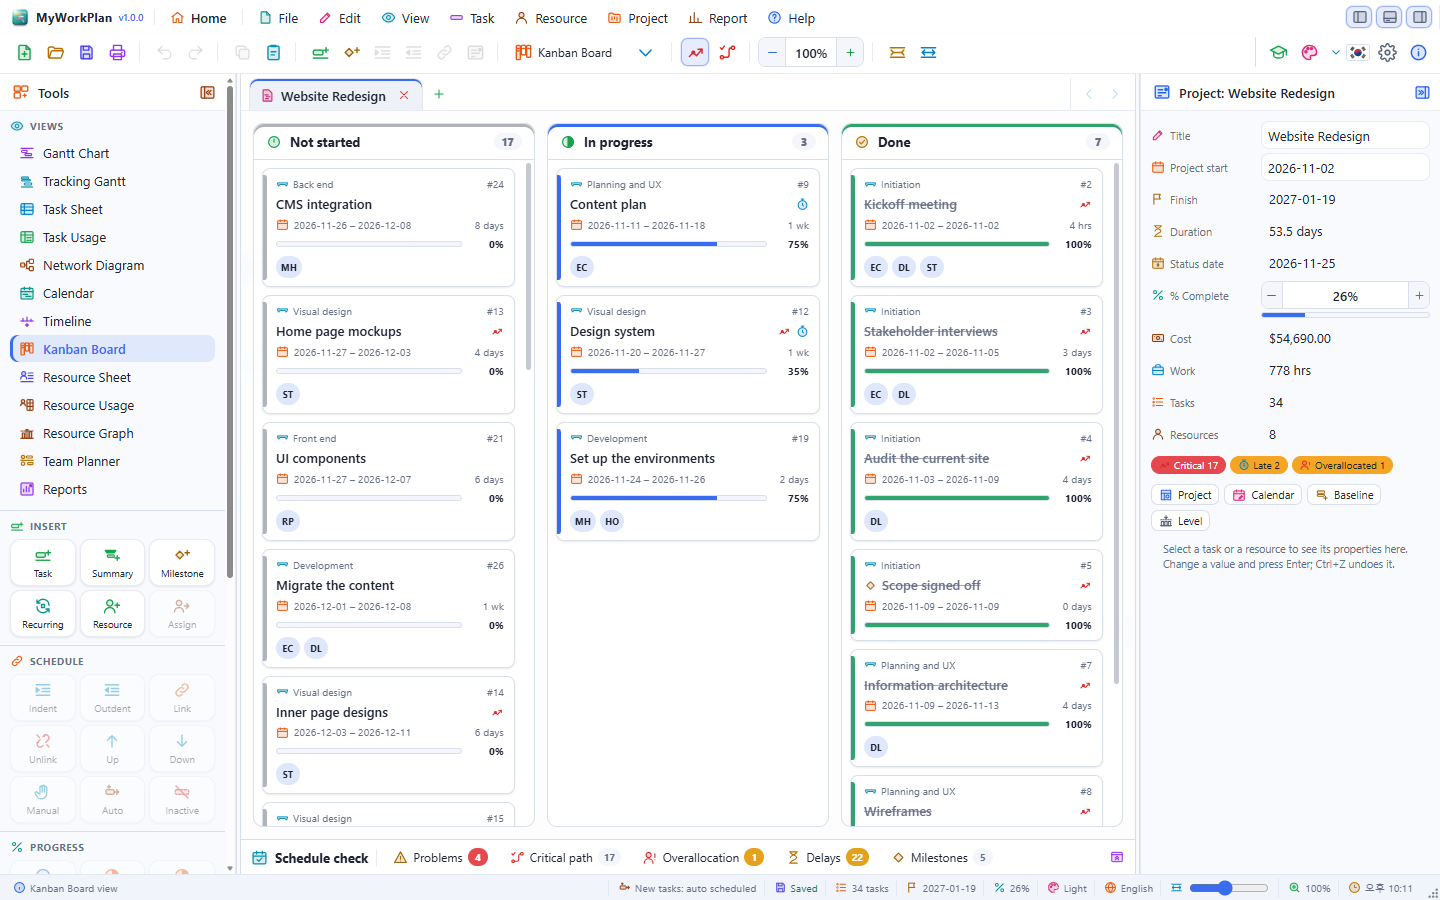 MyWorkPlan v1.0.0
Home
File
Edit
View
Task
Resource
Project
Report
Help
Kanban Board
100%
Tools
VIEWS
Gantt Chart
Tracking Gantt
Task Sheet
Task Usage
Network Diagram
Calendar
Timeline
Kanban Board
Resource Sheet
Resource Usage
Resource Graph
Team Planner
Reports
INSERT
Task
Summary
Milestone
Recurring
Resource
Assign
SCHEDULE
Indent
Outdent
Link
Unlink
Up
Down
Manual
Auto
Inactive
PROGRESS
Website Redesign
Not started 17
Back end #24
CMS integration
2026-11-26 – 2026-12-08 8 days
0%
MH
Visual design #13
Home page mockups
2026-11-27 – 2026-12-03 4 days
0%
ST
Front end #21
UI components
2026-11-27 – 2026-12-07 6 days
0%
RP
Development #26
Migrate the content
2026-12-01 – 2026-12-08 1 wk
0%
EC DL
Visual design #14
Inner page designs
2026-12-03 – 2026-12-11 6 days
0%
ST
Visual design #15
In progress 3
Planning and UX #9
Content plan
2026-11-11 – 2026-11-18 1 wk
75%
EC
Visual design #12
Design system
2026-11-20 – 2026-11-27 1 wk
35%
ST
Development #19
Set up the environments
2026-11-24 – 2026-11-26 2 days
75%
MH HO
Done 7
Initiation #2
Kickoff meeting
2026-11-02 – 2026-11-02 4 hrs
100%
EC DL ST
Initiation #3
Stakeholder interviews
2026-11-02 – 2026-11-05 3 days
100%
EC DL
Initiation #4
Audit the current site
2026-11-03 – 2026-11-09 4 days
100%
DL
Initiation #5
Scope signed off
2026-11-09 – 2026-11-09 0 days
100%
Planning and UX #7
Information architecture
2026-11-09 – 2026-11-13 4 days
100%
DL
Planning and UX #8
Wireframes
Project: Website Redesign
Title Website Redesign
Project start 2026-11-02
Finish 2027-01-19
Duration 53.5 days
Status date 2026-11-25
% Complete 26%
Cost $54,690.00
Work 778 hrs
Tasks 34
Resources 8
Critical 17
Late 2
Overallocated 1
Project
Calendar
Baseline
Level
Select a task or a resource to see its properties here.
Change a value and press Enter; Ctrl+Z undoes it.
Schedule check
Problems 4
Critical path 17
Overallocation 1
Delays 22
Milestones 5
Kanban Board view
New tasks: auto scheduled
Saved
34 tasks
2027-01-19
26%
Light
English
100%
오후 10:11